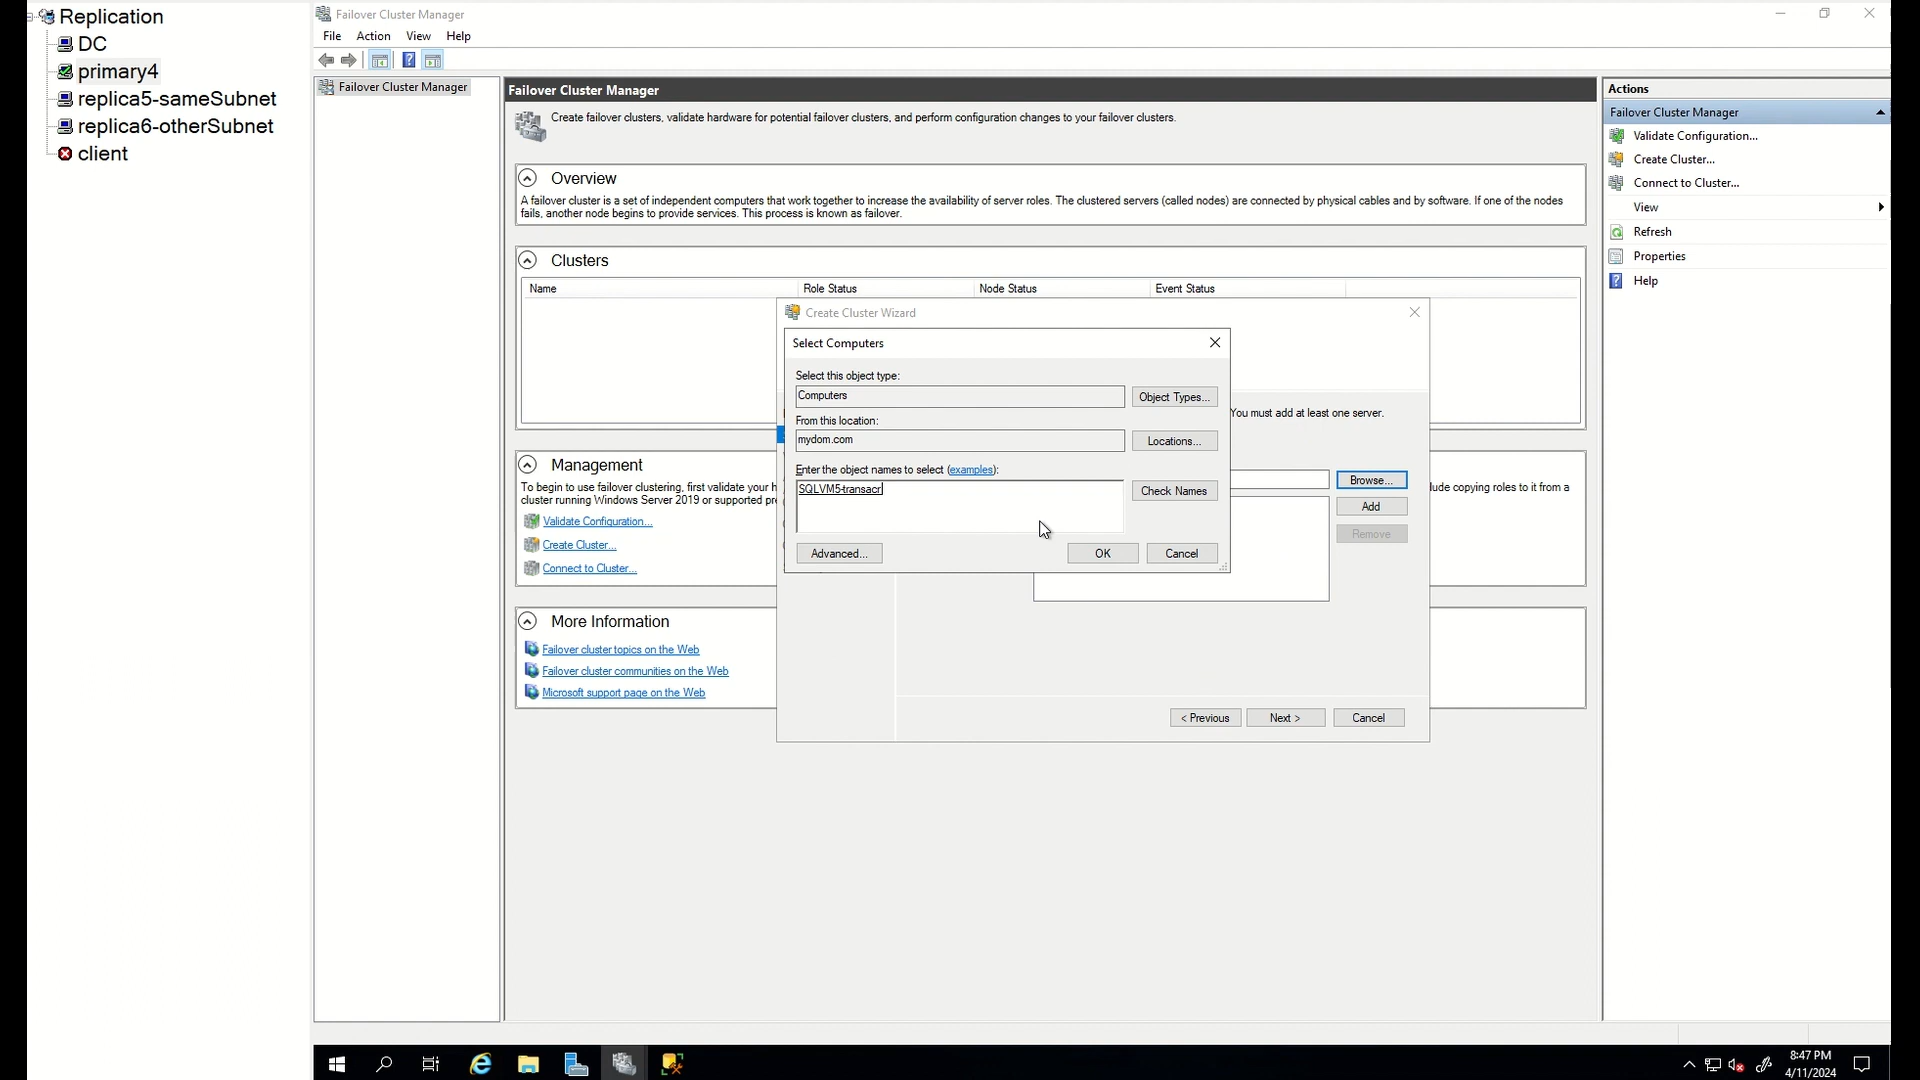 Replication
DC
primary4
replica5-sameSubnet
replica6-otherSubnet
client
Failover Cluster Manager
File Action View Help
Failover Cluster Manager
Failover Cluster Manager
Create failover clusters, validate hardware for potential failover clusters, and perform configuration changes to your failover clusters.
Overview
A failover cluster is a set of independent computers that work together to increase the availability of server roles. The clustered servers (called nodes) are connected by physical cables and by software. If one of the nodes
fails, another node begins to provide services. This process is known as failover.
Clusters
Name Role Status Node Status Event Status
Management
To begin to use failover clustering, first validate your h
cluster running Windows Server 2019 or supported pre
lude copying roles to it from a
Validate Configuration...
Create Cluster...
Connect to Cluster...
More Information
Failover cluster topics on the Web
Failover cluster communities on the Web
Microsoft support page on the Web
Create Cluster Wizard
You must add at least one server.
Browse...
Add
Remove
< Previous
Next >
Cancel
Select Computers
Select this object type:
Computers
Object Types...
From this location:
mydom.com
Locations...
Enter the object names to select (examples):
SQLVM5-transacr
Check Names
Advanced...
OK
Cancel
Actions
Failover Cluster Manager
Validate Configuration...
Create Cluster...
Connect to Cluster...
View
Refresh
Properties
Help
8:47 PM
4/11/2024